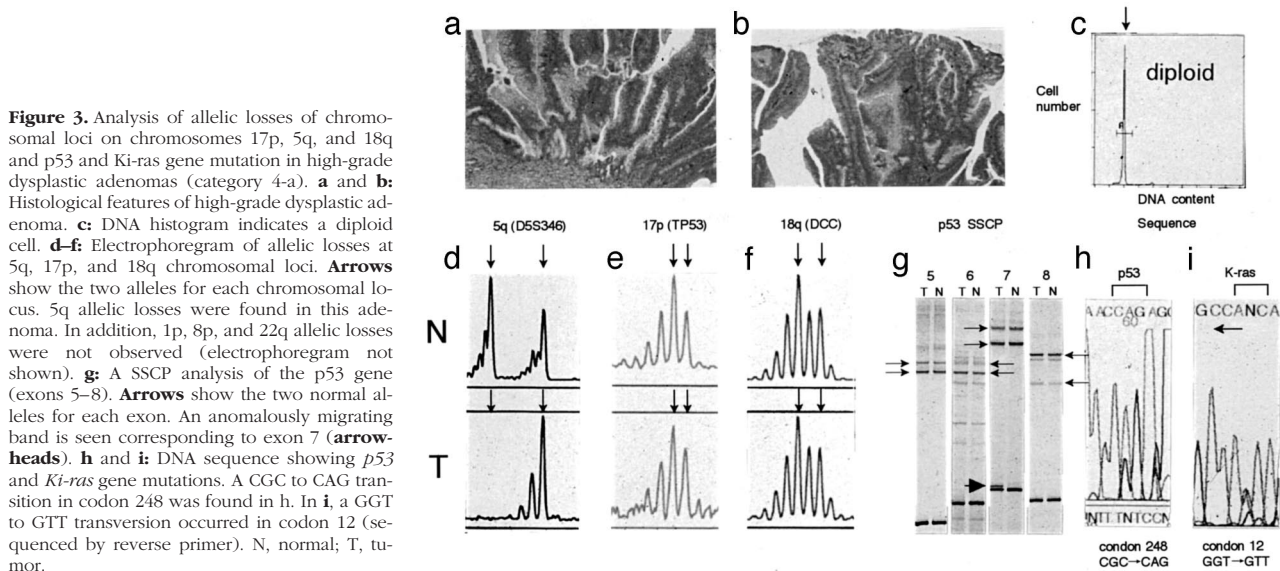 Figure 3. Analysis of allelic losses of chromo-
somal loci on chromosomes 17p, 5q, and 18q
and p53 and Ki-ras gene mutation in high-grade
dysplastic adenomas (category 4-a). a and b:
Histological features of high-grade dysplastic ad-
enoma. c: DNA histogram indicates a diploid
cell. d–f: Electrophoregram of allelic losses at
5q, 17p, and 18q chromosomal loci. Arrows
show the two alleles for each chromosomal lo-
cus. 5q allelic losses were found in this ade-
noma. In addition, 1p, 8p, and 22q allelic losses
were not observed (electrophoregram not
shown). g: A SSCP analysis of the p53 gene
(exons 5–8). Arrows show the two normal al-
leles for each exon. An anomalously migrating
band is seen corresponding to exon 7 (arrow-
heads). h and i: DNA sequence showing p53
and Ki-ras gene mutations. A CGC to CAG tran-
sition in codon 248 was found in h. In i, a GGT
to GTT transversion occurred in codon 12 (se-
quenced by reverse primer). N, normal; T, tu-
mor.
a
b
c
diploid
Cell
number
DNA content
Sequence
5q (D5S346)
17p (TP53)
18q (DCC)
p53 SSCP
d
e
f
g
h
i
5 6 7 8
T N T N T N T N
p53
K-ras
A ACCAG AGC
60
GCCANCA
N
T
NTT TNTCCN
condon 248
CGC→CAG
condon 12
GGT→GTT